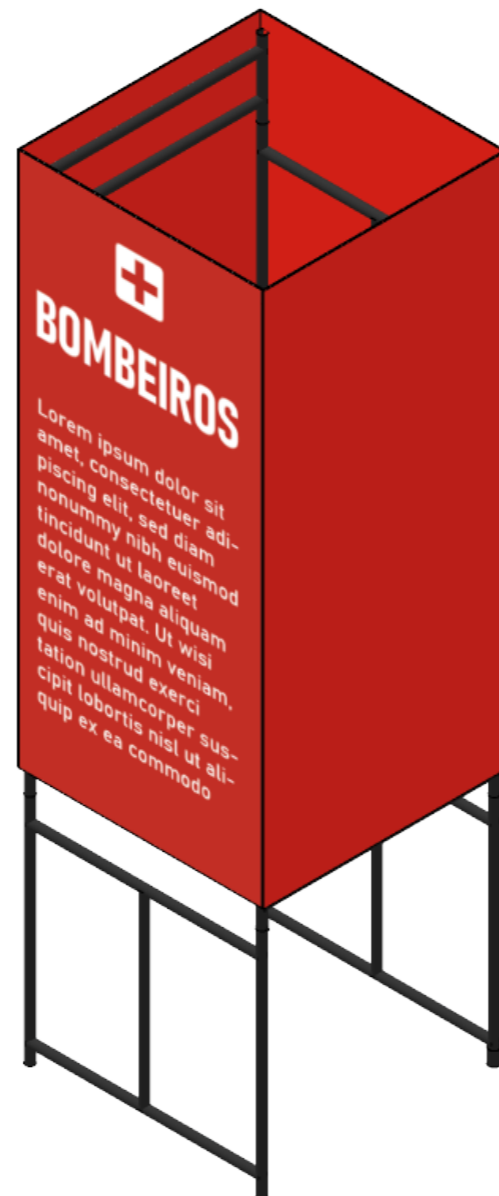 BOMBEIROS
Lorem ipsum dolor sit
amet, consectetuer adi-
piscing elit, sed diam
nonummy nibh euismod
tincidunt ut laoreet
dolore magna aliquam
erat volutpat. Ut wisi
enim ad minim veniam,
quis nostrud exerci
tation ullamcorper sus-
cipit lobortis nisl ut ali-
quip ex ea commodo